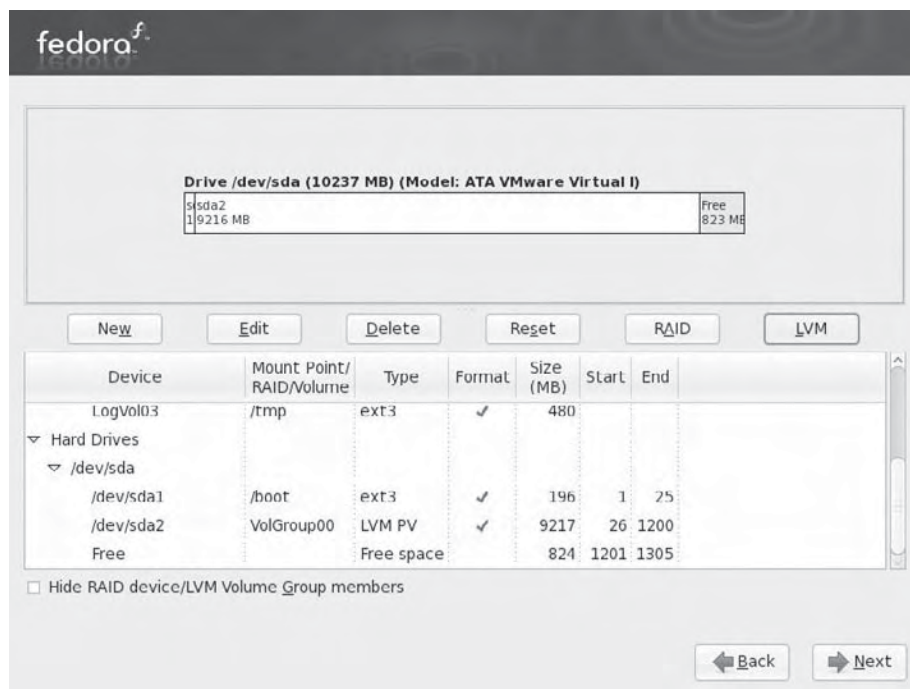 fedora
Drive /dev/sda (10237 MB) (Model: ATA VMware Virtual I)
sda2
Free
1
9216 MB
823 ME
New
Edit
Delete
Reset
RAID
LVM
Device
Mount Point/
RAID/Volume
Type
Format
Size
(MB)
Start
End
LogVol03 /tmp ext3 ✓ 480
Hard Drives
/dev/sda
/dev/sda1 /boot ext3 ✓ 196 1 25
/dev/sda2 VolGroup00 LVM PV ✓ 9217 26 1200
Free Free space 824 1201 1305
Hide RAID device/LVM Volume Group members
Back
Next